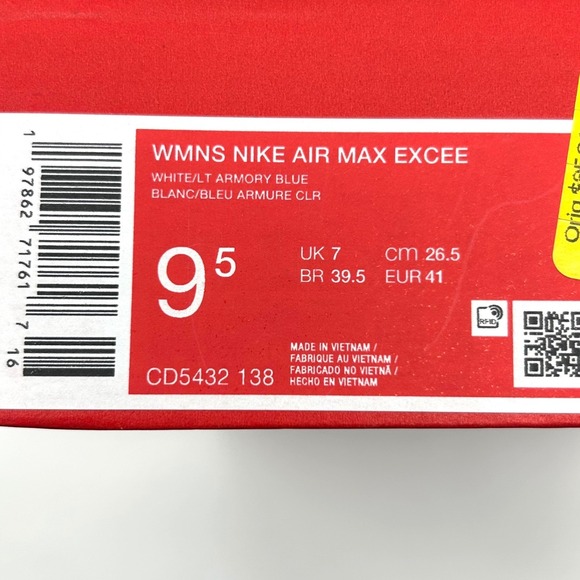 WMNS NIKE AIR MAX EXCEE
WHITE/LT ARMORY BLUE
BLANC/BLEU ARMURE CLR
9 5
UK 7 CM 26.5
BR 39.5 EUR 41
MADE IN VIETNAM /
FABRIQUE AU VIETNAM /
FABRICADO NO VIETNÃ /
HECHO EN VIETNAM
CD5432 138
RFID
1 97862 71761 7 16
Orig